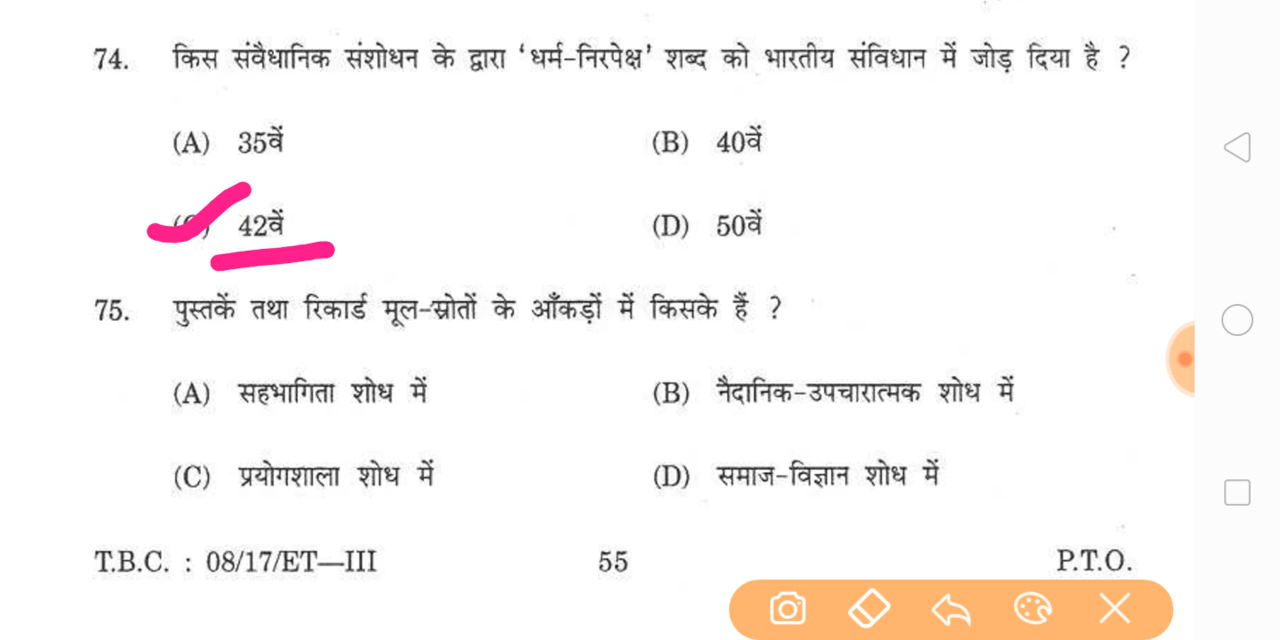 74. किस संवैधानिक संशोधन के द्वारा ‘धर्म-निरपेक्ष’ शब्द को भारतीय संविधान में जोड़ दिया है ?
(A) 35वें (B) 40वें
42वें (D) 50वें
75. पुस्तकें तथा रिकार्ड मूल-स्रोतों के आँकड़ों में किसके हैं ?
(A) सहभागिता शोध में (B) नैदानिक-उपचारात्मक शोध में
(C) प्रयोगशाला शोध में (D) समाज-विज्ञान शोध में
T.B.C. : 08/17/ET—III 55 P.T.O.